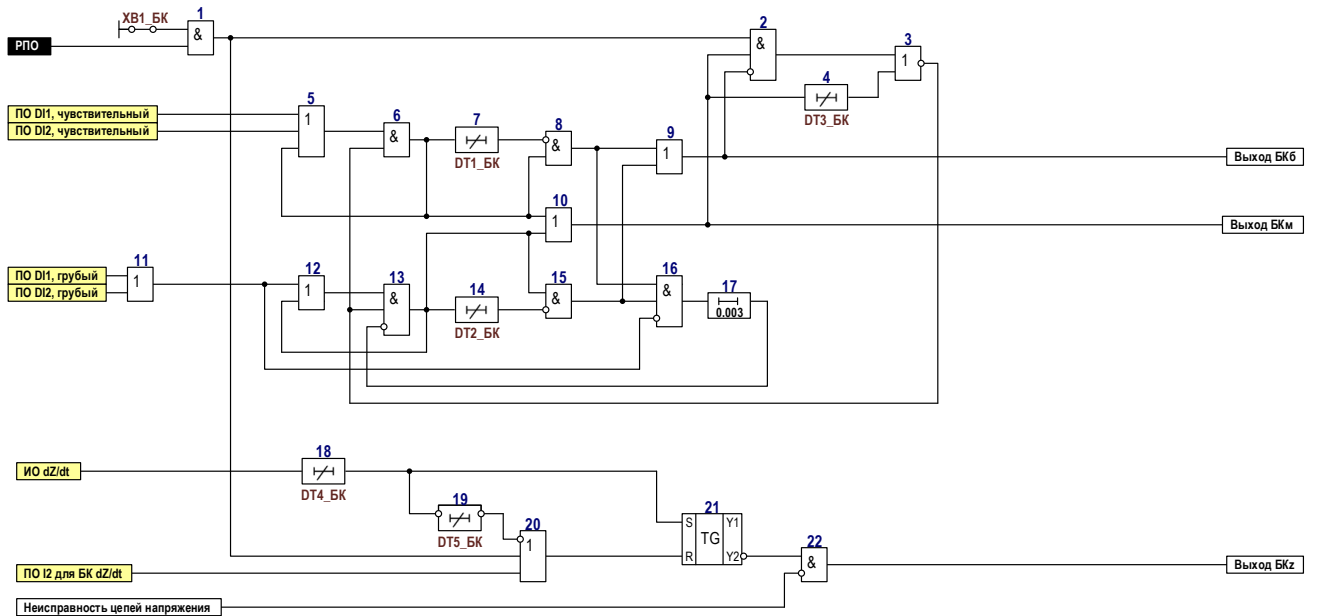 XB1_БК
1
&
РПО
2
&
3
1
4
DT3_БК
ПО DI1, чувствительный
ПО DI2, чувствительный
5
1
6
&
7
DT1_БК
8
&
9
1
Выход БКб
10
1
Выход БКм
ПО DI1, грубый
ПО DI2, грубый
11
1
12
1
13
&
14
DT2_БК
15
&
16
&
17
0.003
ИО dZ/dt
18
DT4_БК
19
DT5_БК
20
1
21
S
R
TG
Y1
Y2
22
&
Выход БКz
ПО I2 для БК dZ/dt
Неисправность цепей напряжения